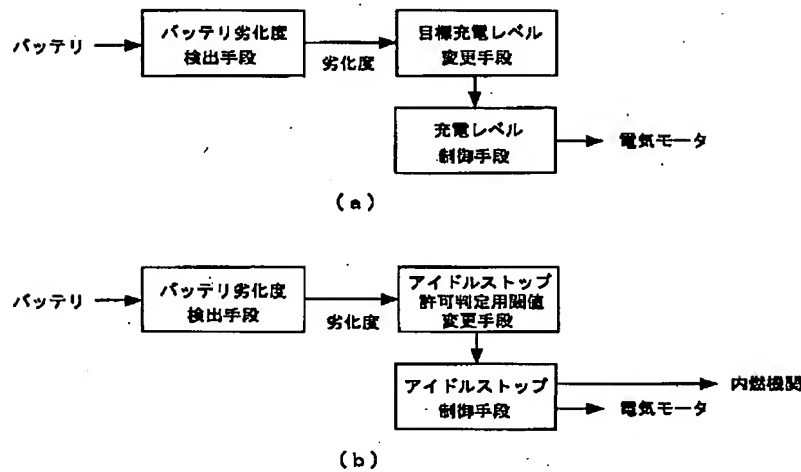 バッテリ
バッテリ劣化度
検出手段
劣化度
目標充電レベル
変更手段
充電レベル
制御手段
電気モータ
(a)
バッテリ
バッテリ劣化度
検出手段
劣化度
アイドルストップ
許可判定用閾値
変更手段
アイドルストップ
制御手段
内燃機関
電気モータ
(b)